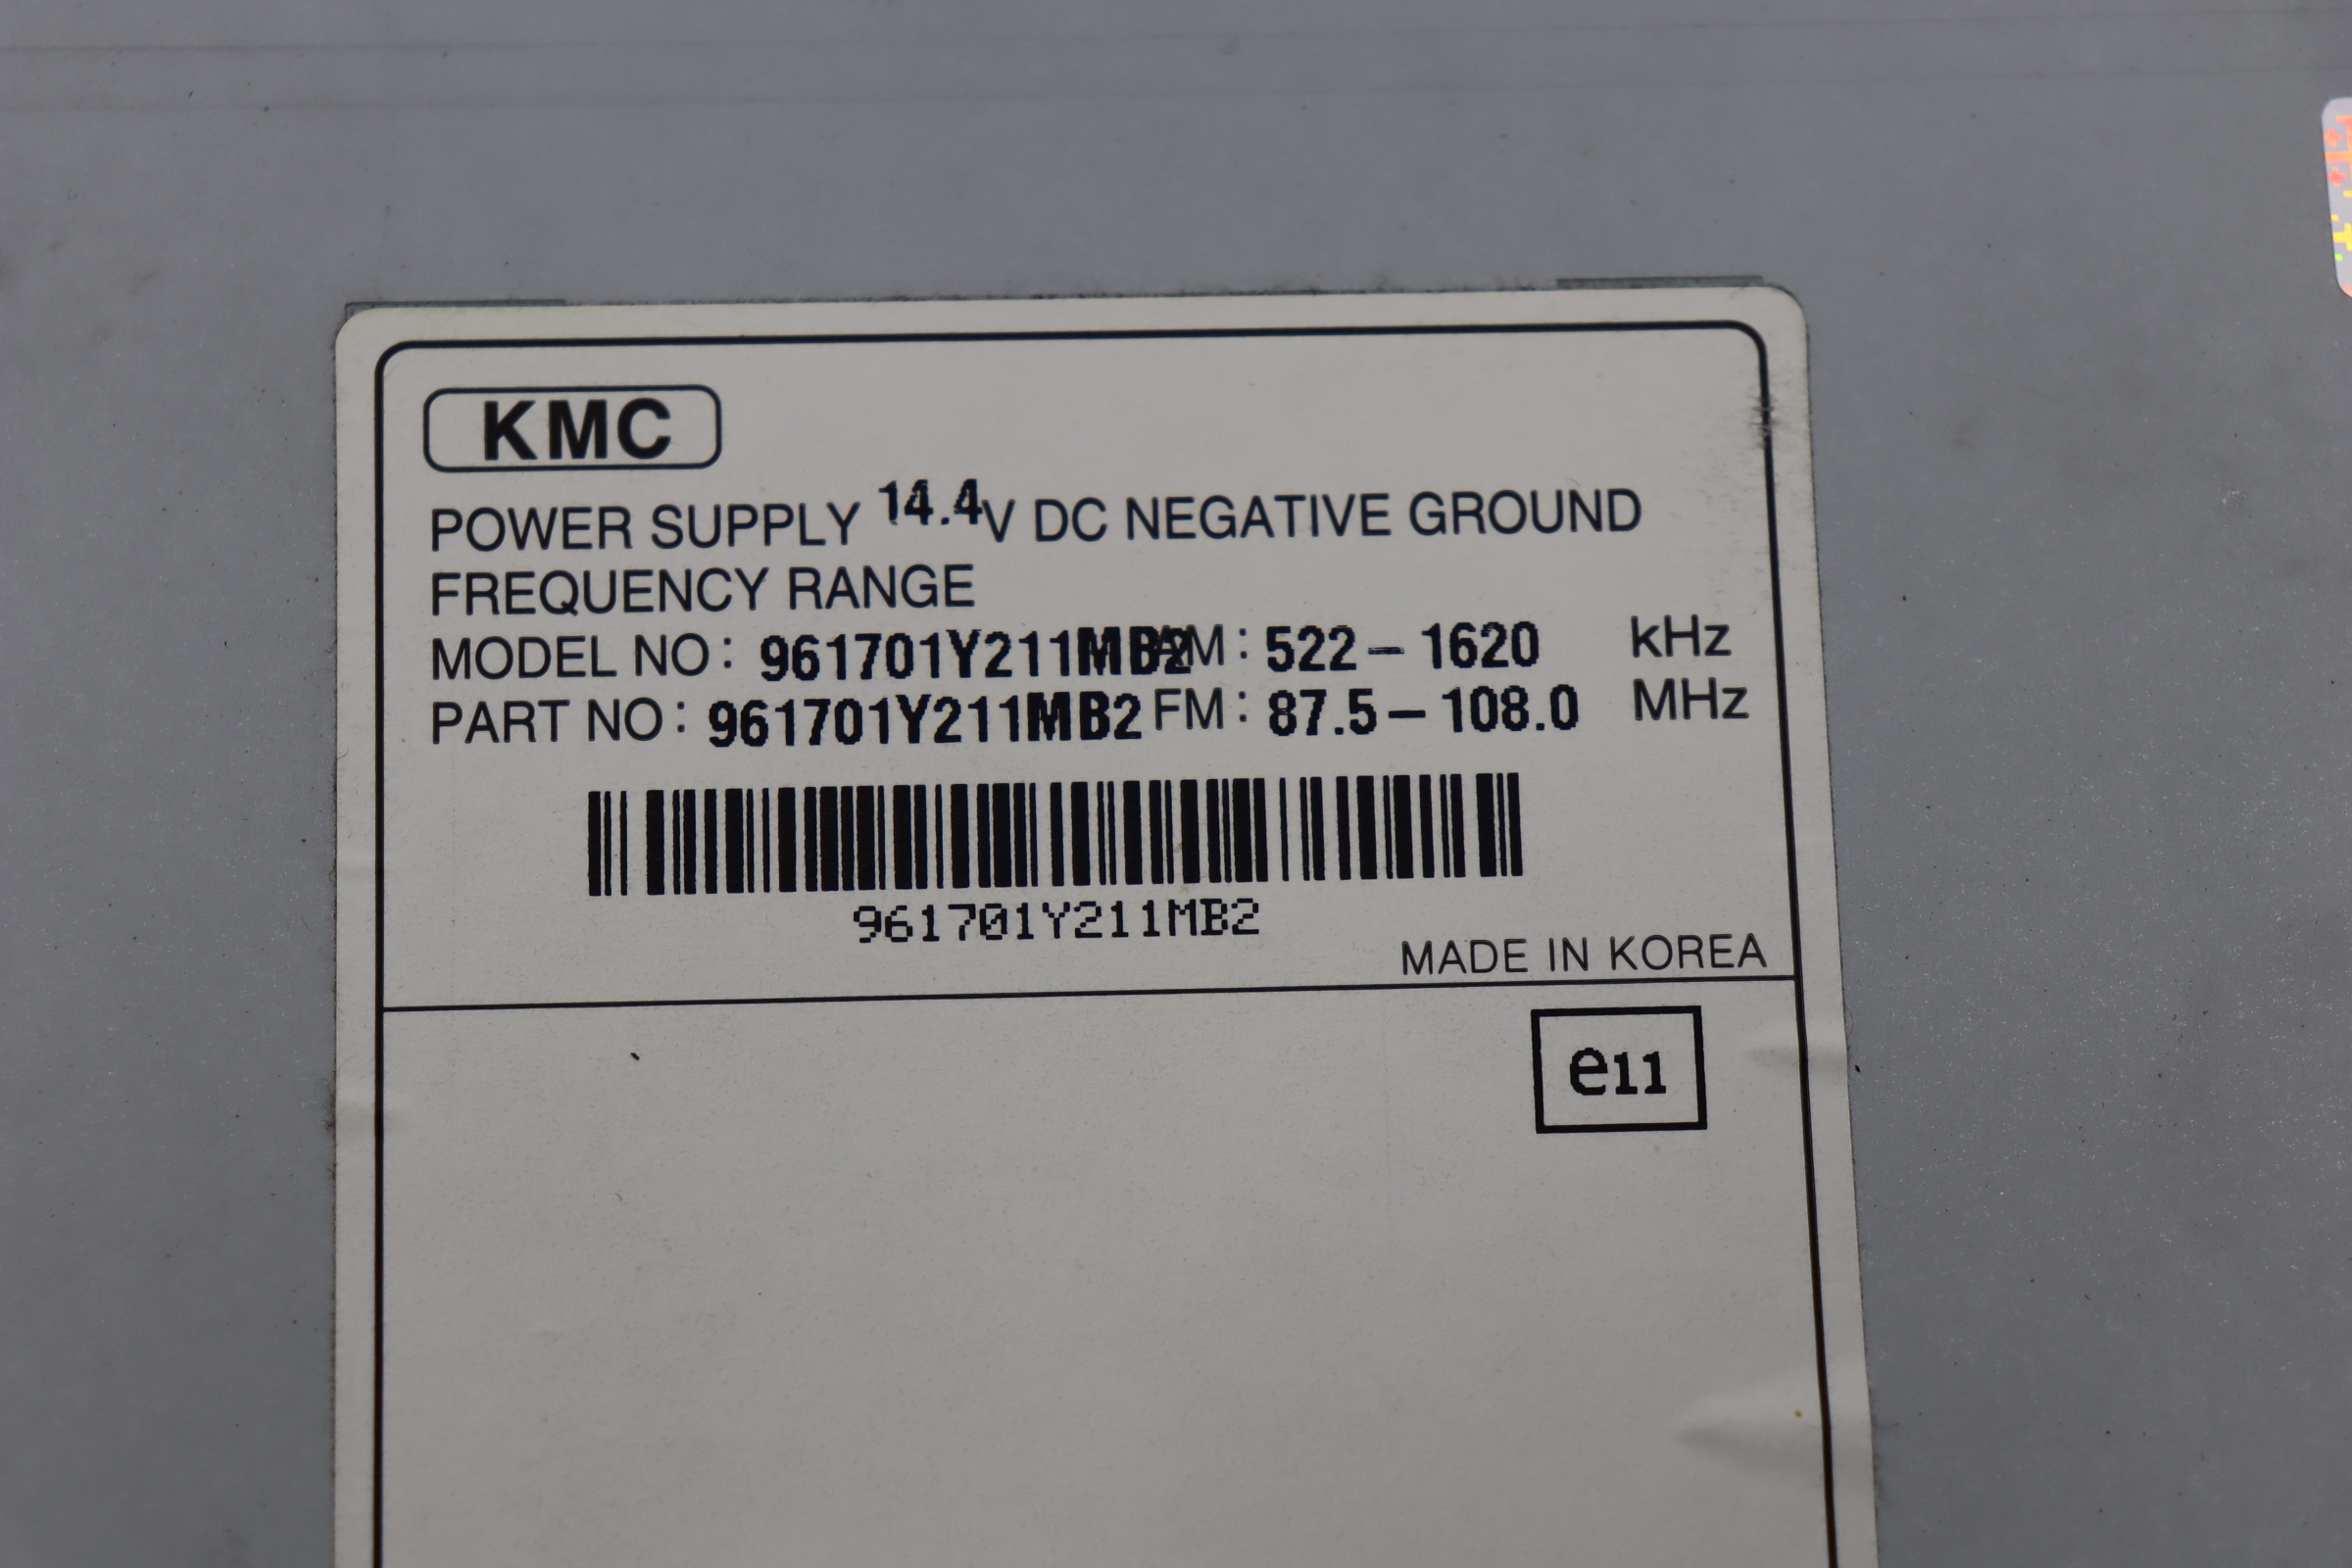 KMC
POWER SUPPLY 14.4V DC NEGATIVE GROUND
FREQUENCY RANGE
MODEL NO: 961701Y211MB2 AM: 522-1620 kHz
PART NO: 961701Y211MB2 FM: 87.5-108.0 MHz
961701Y211MB2
MADE IN KOREA
e11